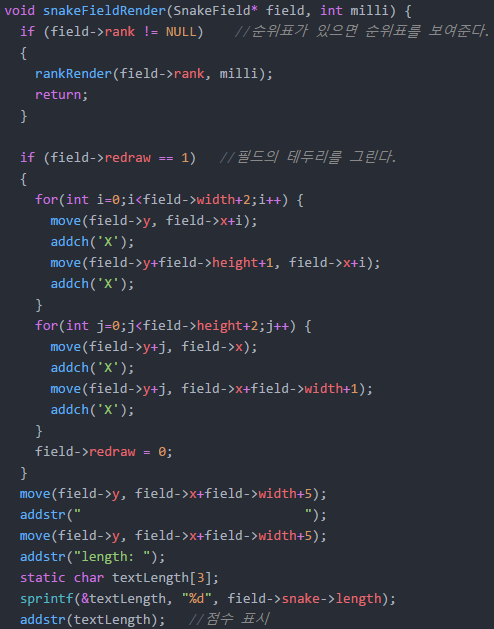 void snakeFieldRender(SnakeField* field, int milli) {
  if (field->rank != NULL)    //순위표가 있으면 순위표를 보여준다.
  {
    rankRender(field->rank, milli);
    return;
  }

  if (field->redraw == 1)   //필드의 테두리를 그린다.
  {
    for(int i=0;i<field->width+2;i++) {
      move(field->y, field->x+i);
      addch('X');
      move(field->y+field->height+1, field->x+i);
      addch('X');
    }
    for(int j=0;j<field->height+2;j++) {
      move(field->y+j, field->x);
      addch('X');
      move(field->y+j, field->x+field->width+1);
      addch('X');
    }
    field->redraw = 0;
  }
  move(field->y, field->x+field->width+5);
  addstr("                              ");
  move(field->y, field->x+field->width+5);
  addstr("length: ");
  static char textLength[3];
  sprintf(&textLength, "%d", field->snake->length);
  addstr(textLength);   //점수 표시